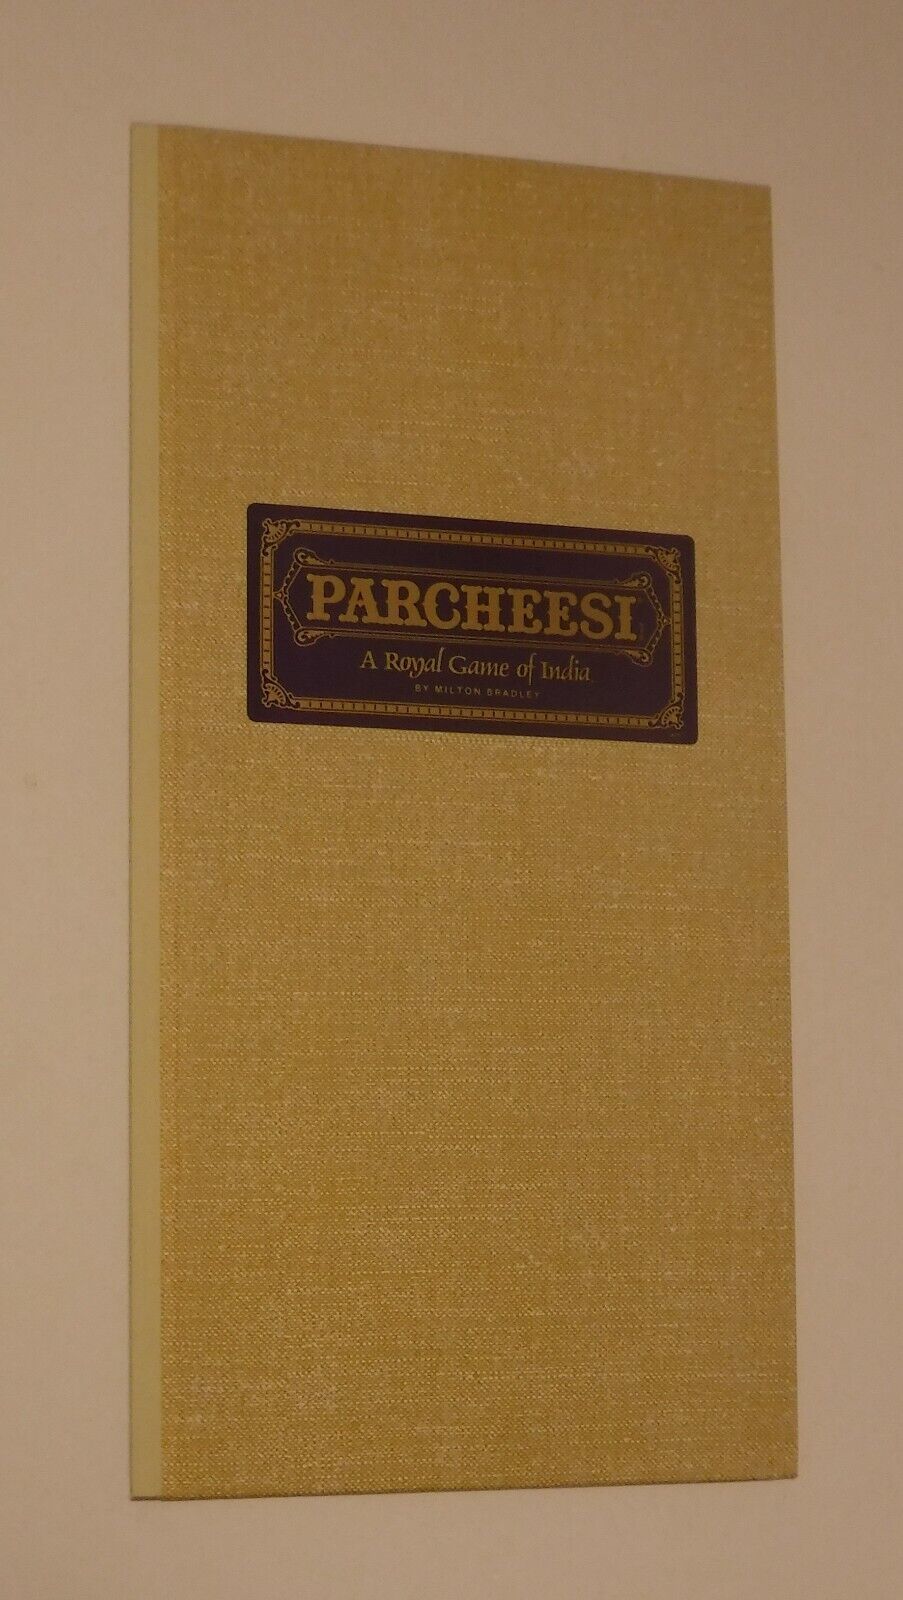 PARCHEESI
A Royal Game of India
BY MILTON BRADLEY